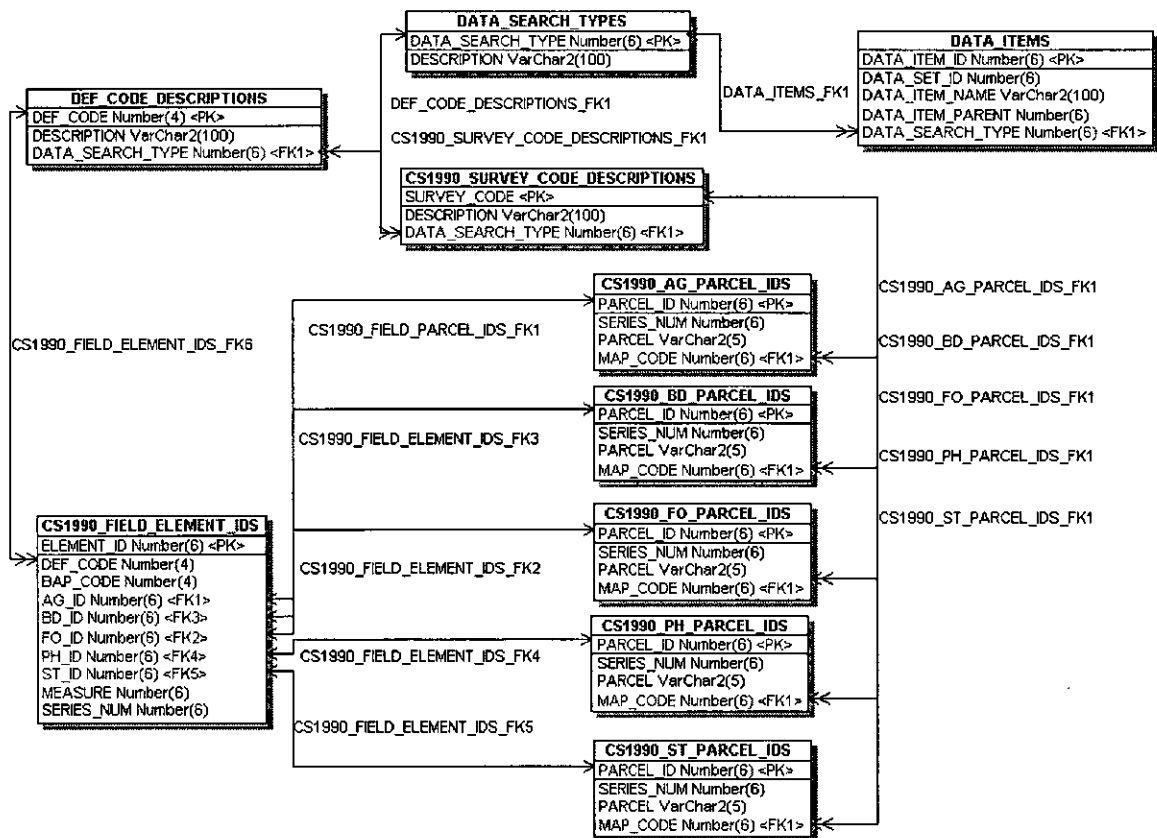 DATA_SEARCH_TYPES
DATA_SEARCH_TYPE Number(6) <PK>
DESCRIPTION VarChar2(100)
DATA_ITEMS
DATA_ITEM_ID Number(6) <PK>
DATA_SET_ID Number(6)
DATA_ITEM_NAME VarChar2(100)
DATA_ITEM_PARENT Number(6)
DATA_SEARCH_TYPE Number(6) <FK1>
DEF_CODE_DESCRIPTIONS
DEF_CODE Number(4) <PK>
DESCRIPTION VarChar2(100)
DATA_SEARCH_TYPE Number(6) <FK1>
DEF_CODE_DESCRIPTIONS_FK1
DATA_ITEMS_FK1
CS1990_SURVEY_CODE_DESCRIPTIONS_FK1
CS1990_SURVEY_CODE_DESCRIPTIONS
SURVEY_CODE <PK>
DESCRIPTION VarChar2(100)
DATA_SEARCH_TYPE Number(6) <FK1>
CS1990_AG_PARCEL_IDS
PARCEL_ID Number(6) <PK>
SERIES_NUM Number(6)
PARCEL VarChar2(5)
MAP_CODE Number(6) <FK1>
CS1990_FIELD_PARCEL_IDS_FK1
CS1990_AG_PARCEL_IDS_FK1
CS1990_FIELD_ELEMENT_IDS_FK6
CS1990_BD_PARCEL_IDS_FK1
CS1990_BD_PARCEL_IDS
PARCEL_ID Number(6) <PK>
SERIES_NUM Number(6)
PARCEL VarChar2(5)
MAP_CODE Number(6) <FK1>
CS1990_FIELD_ELEMENT_IDS_FK3
CS1990_FO_PARCEL_IDS_FK1
CS1990_PH_PARCEL_IDS_FK1
CS1990_ST_PARCEL_IDS_FK1
CS1990_FO_PARCEL_IDS
PARCEL_ID Number(6) <PK>
SERIES_NUM Number(6)
PARCEL VarChar2(5)
MAP_CODE Number(6) <FK1>
CS1990_FIELD_ELEMENT_IDS_FK2
CS1990_FIELD_ELEMENT_IDS
ELEMENT_ID Number(6) <PK>
DEF_CODE Number(4)
BAP_CODE Number(4)
AG_ID Number(6) <FK1>
BD_ID Number(6) <FK3>
FO_ID Number(6) <FK2>
PH_ID Number(6) <FK4>
ST_ID Number(6) <FK5>
MEASURE Number(6)
SERIES_NUM Number(6)
CS1990_PH_PARCEL_IDS
PARCEL_ID Number(6) <PK>
SERIES_NUM Number(6)
PARCEL VarChar2(5)
MAP_CODE Number(6) <FK1>
CS1990_FIELD_ELEMENT_IDS_FK4
CS1990_FIELD_ELEMENT_IDS_FK5
CS1990_ST_PARCEL_IDS
PARCEL_ID Number(6) <PK>
SERIES_NUM Number(6)
PARCEL VarChar2(5)
MAP_CODE Number(6) <FK1>